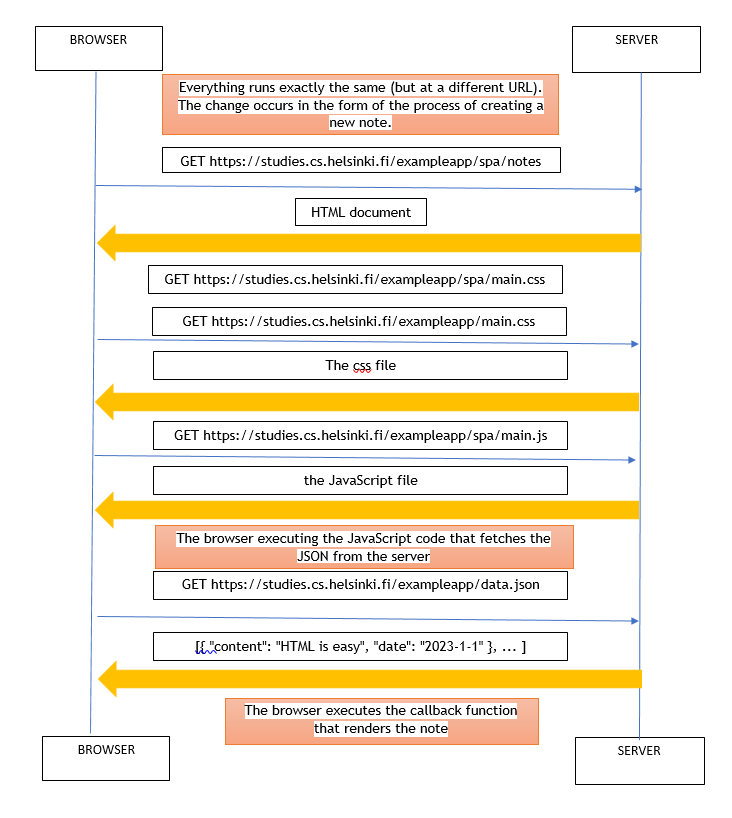 BROWSER
SERVER
Everything runs exactly the same (but at a different URL).
The change occurs in the form of the process of creating a
new note.
GET https://studies.cs.helsinki.fi/exampleapp/spa/notes
HTML document
GET https://studies.cs.helsinki.fi/exampleapp/spa/main.css
GET https://studies.cs.helsinki.fi/exampleapp/main.css
The css file
GET https://studies.cs.helsinki.fi/exampleapp/spa/main.js
the JavaScript file
The browser executing the JavaScript code that fetches the
JSON from the server
GET https://studies.cs.helsinki.fi/exampleapp/data.json
[{ "content": "HTML is easy", "date": "2023-1-1" }, ... ]
The browser executes the callback function
that renders the note
BROWSER
SERVER